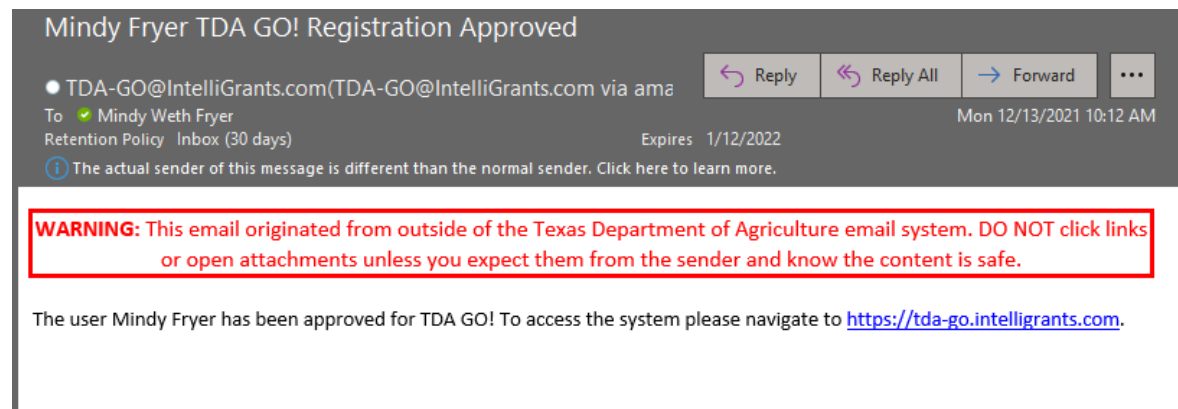 Mindy Fryer TDA GO! Registration Approved
TDA-GO@IntelliGrants.com(TDA-GO@IntelliGrants.com via ama
Reply
Reply All
Forward
To Mindy Weth Fryer
Mon 12/13/2021 10:12 AM
Retention Policy Inbox (30 days)
Expires 1/12/2022
The actual sender of this message is different than the normal sender. Click here to learn more.
WARNING: This email originated from outside of the Texas Department of Agriculture email system. DO NOT click links
or open attachments unless you expect them from the sender and know the content is safe.
The user Mindy Fryer has been approved for TDA GO! To access the system please navigate to https://tda-go.intelligrants.com.